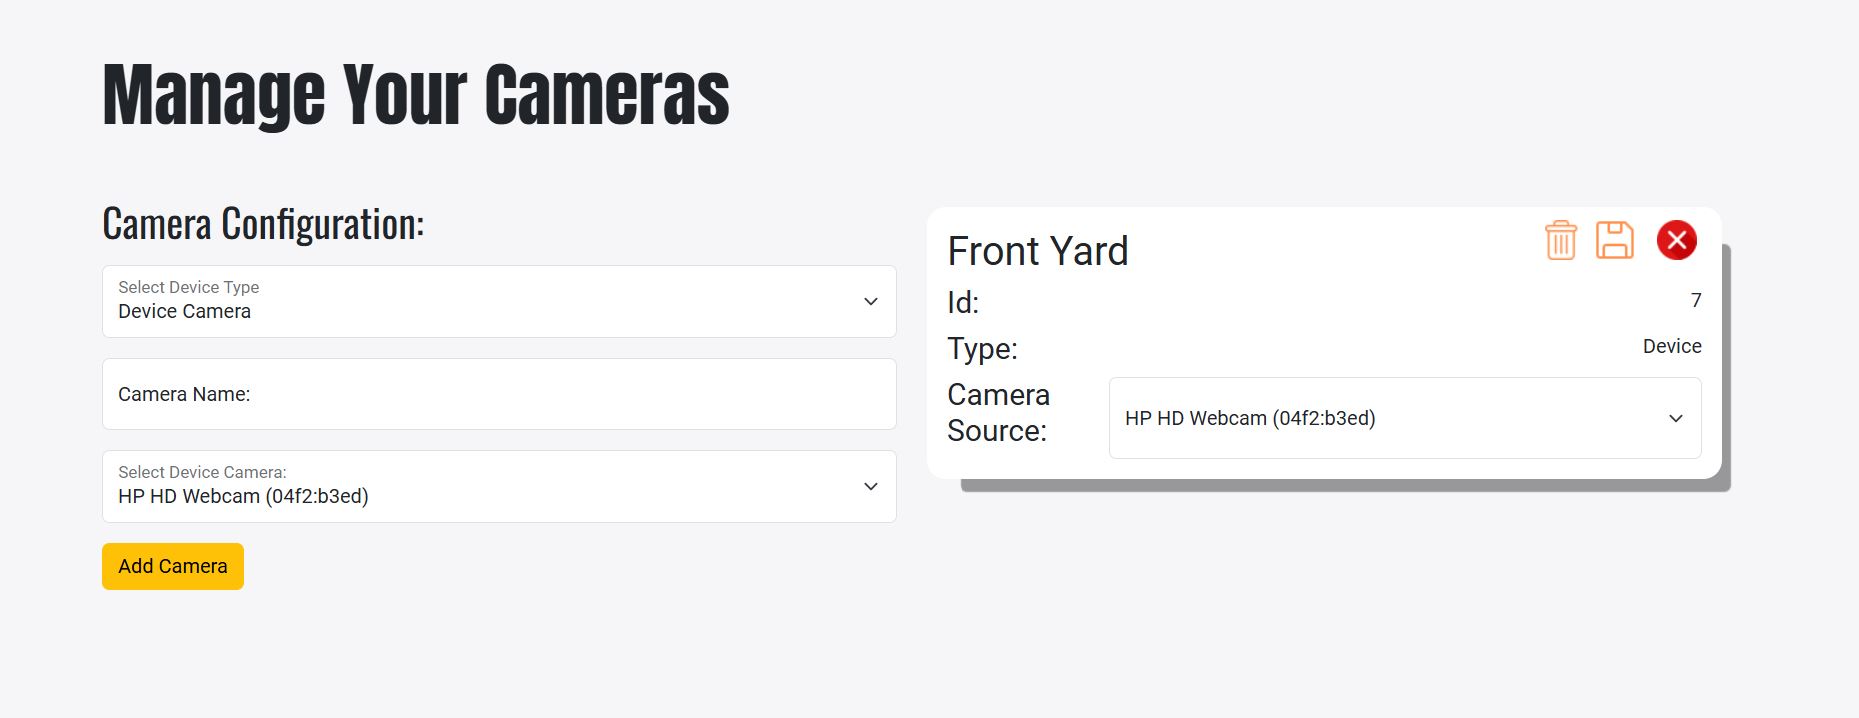 Manage Your Cameras
Camera Configuration:
Select Device Type
Device Camera
Camera Name:
Select Device Camera:
HP HD Webcam (04f2:b3ed)
Add Camera
Front Yard
Id: 7
Type: Device
Camera
Source:
HP HD Webcam (04f2:b3ed)